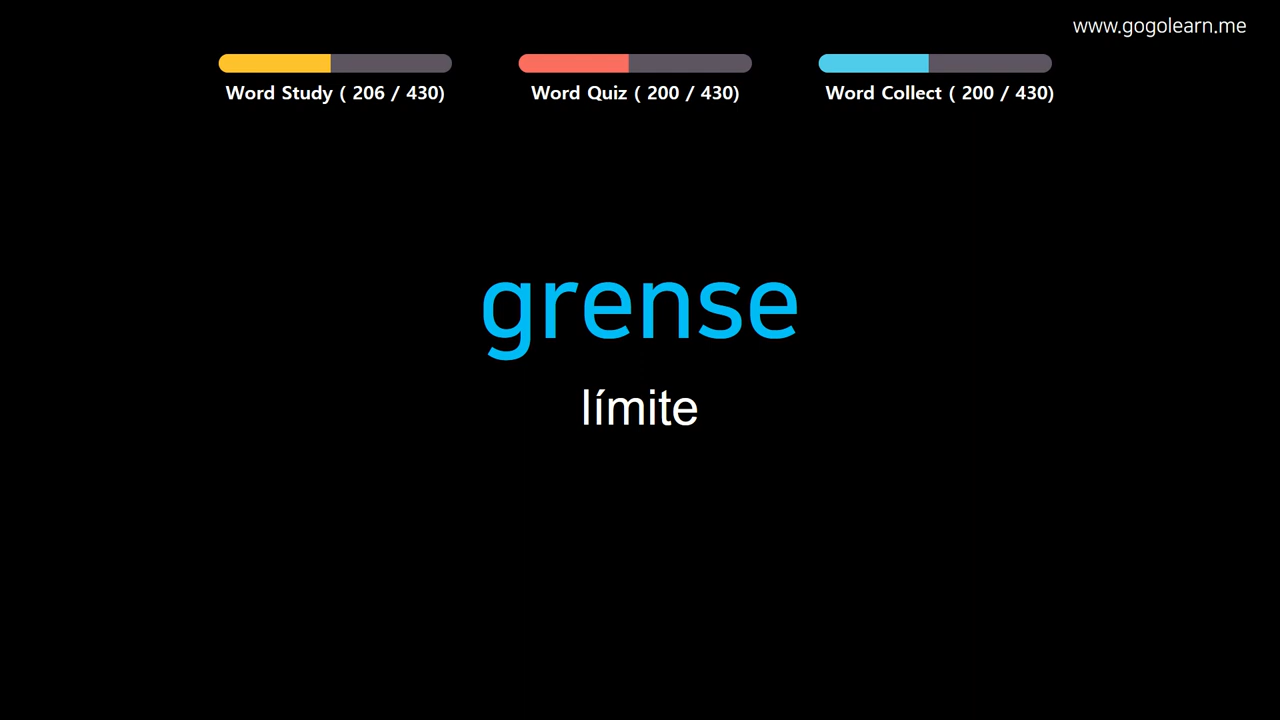 www.gogolearn.me
Word Study ( 206 / 430)
Word Quiz ( 200 / 430)
Word Collect ( 200 / 430)
grense
límite